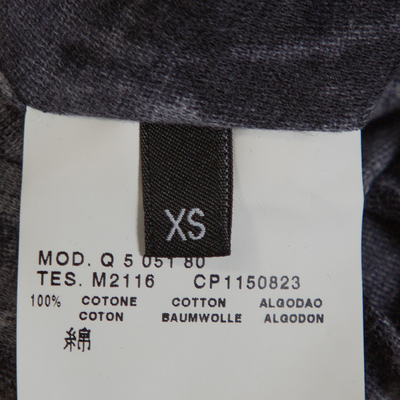 XS
MOD. Q 5 051 80
TES. M2116 CP1150823
100% COTONE COTTON ALGODAO
COTON BAUMWOLLE ALGODON
綿